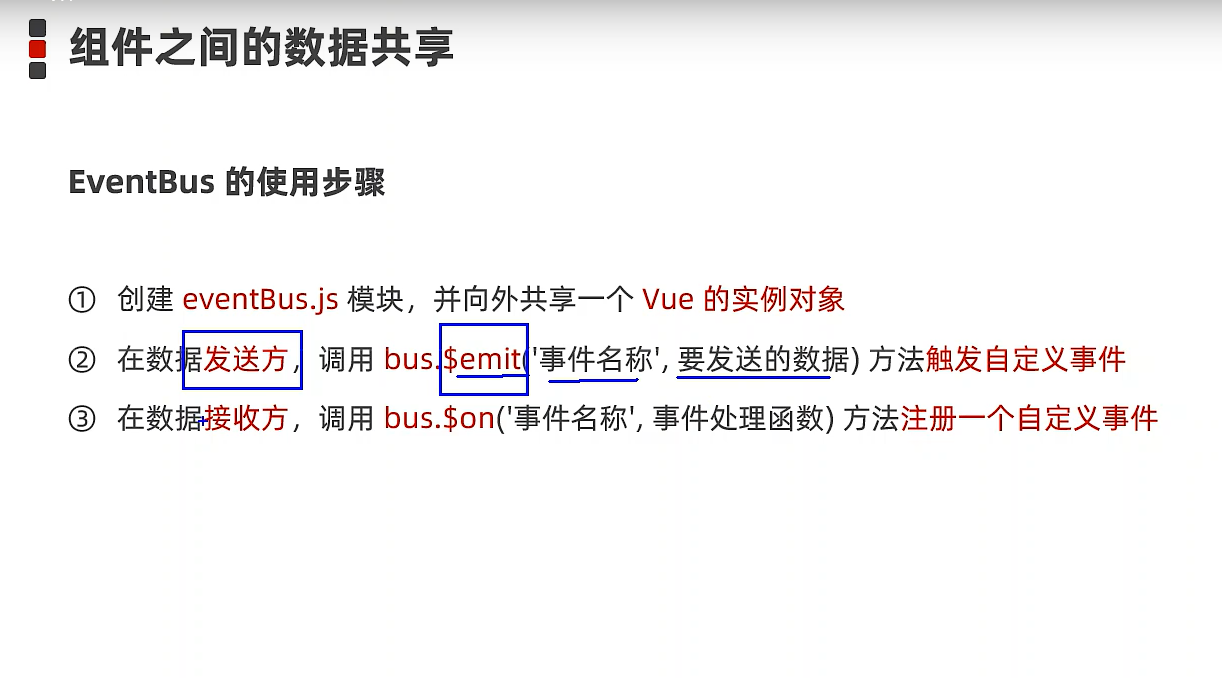 组件之间的数据共享
EventBus 的使用步骤
① 创建 eventBus.js 模块，并向外共享一个 Vue 的实例对象
② 在数据发送方，调用 bus.$emit('事件名称', 要发送的数据) 方法触发自定义事件
③ 在数据接收方，调用 bus.$on('事件名称', 事件处理函数) 方法注册一个自定义事件